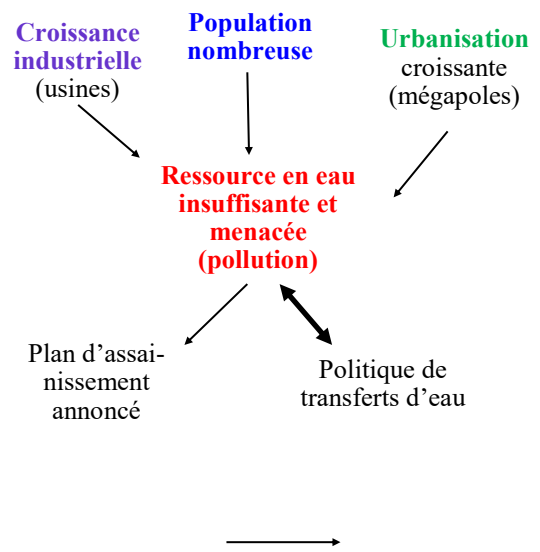 Croissance
industrielle
(usines)
Population
nombreuse
Urbanisation
croissante
(mégapoles)
Ressource en eau
insuffisante et
menacée
(pollution)
Plan d’assai-
nissement
annoncé
Politique de
transferts d’eau